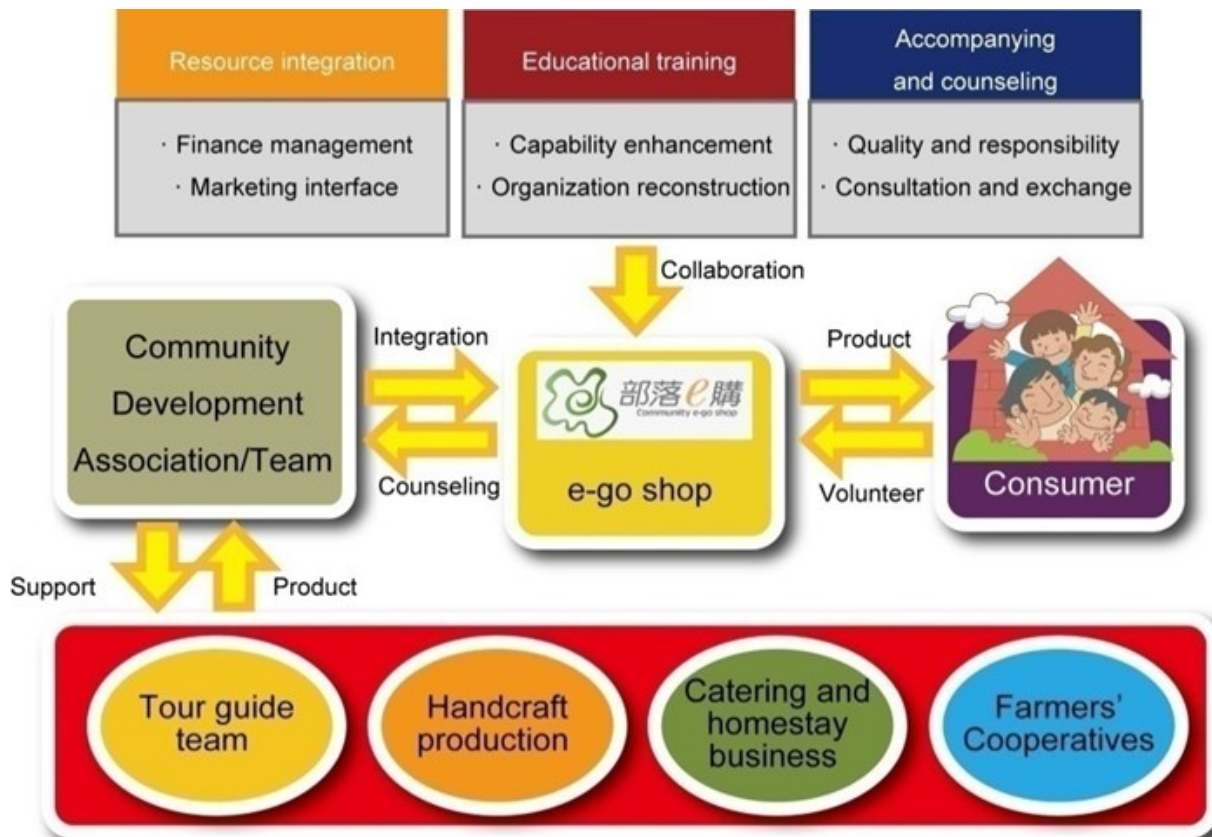 Resource integration
· Finance management
· Marketing interface
Educational training
· Capability enhancement
· Organization reconstruction
Accompanying
and counseling
· Quality and responsibility
· Consultation and exchange
Collaboration
Community
Development
Association/Team
Integration
Counseling
部落e購
Community e-go shop
e-go shop
Product
Volunteer
Consumer
Support
Product
Tour guide
team
Handcraft
production
Catering and
homestay
business
Farmers'
Cooperatives